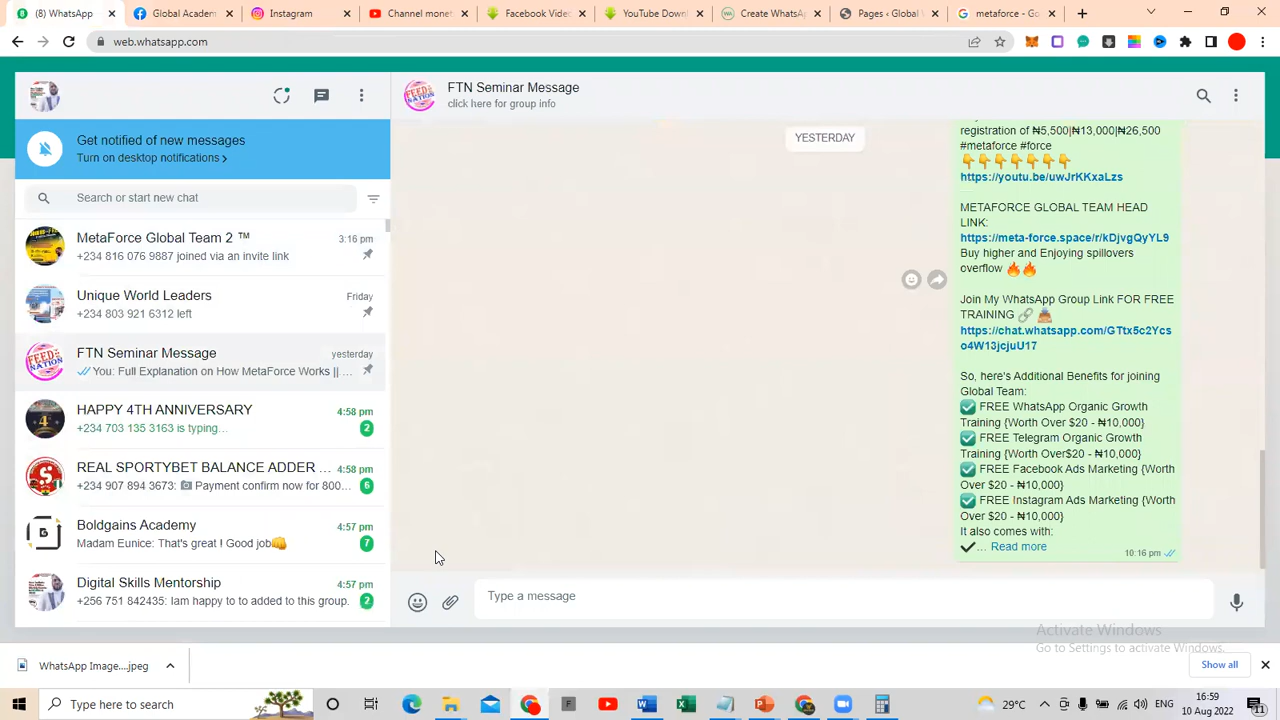 (8) WhatsApp
Global Academ
Instagram
Channel monet
Facebook Video
YouTube Down
Create WhatsA
Pages ‹ Global
metaforce - Go
web.whatsapp.com
Get notified of new messages
Turn on desktop notifications >
Search or start new chat
MetaForce Global Team 2 ™ 3:16 pm
+234 816 076 9887 joined via an invite link
Unique World Leaders Friday
+234 803 921 6312 left
FTN Seminar Message yesterday
You: Full Explanation on How MetaForce Works || ...
HAPPY 4TH ANNIVERSARY 4:58 pm
+234 703 135 3163 is typing... 2
REAL SPORTYBET BALANCE ADDER ... 4:58 pm
+234 907 894 3673: 📷 Payment confirm now for 800... 6
Boldgains Academy 4:57 pm
Madam Eunice: That's great ! Good job👊 7
Digital Skills Mentorship 4:57 pm
+256 751 842435: Iam happy to to added to this group. 2
FEED NATION
FTN Seminar Message
click here for group info
YESTERDAY
registration of ₦5,500|₦13,000|₦26,500
#metaforce #force
👇👇👇👇👇👇👇
https://youtu.be/uwJrKKxaLzs
METAFORCE GLOBAL TEAM HEAD
LINK:
https://meta-force.space/r/kDjvgQyYL9
Buy higher and Enjoying spillovers
overflow 🔥🔥
Join My WhatsApp Group Link FOR FREE
TRAINING 🔗
https://chat.whatsapp.com/GTtx5c2Ycs
o4W13jcjuU17
So, here's Additional Benefits for joining
Global Team:
✅ FREE WhatsApp Organic Growth
Training {Worth Over $20 - ₦10,000}
✅ FREE Telegram Organic Growth
Training {Worth Over$20 - ₦10,000}
✅ FREE Facebook Ads Marketing {Worth
Over $20 - ₦10,000}
✅ FREE Instagram Ads Marketing {Worth
Over $20 - ₦10,000}
It also comes with:
✔... Read more
10:16 pm
Type a message
Activate Windows
Go to Settings to activate Windows.
WhatsApp Image....jpeg
Show all
Type here to search
29°C
ENG
16:59
10 Aug 2022
11